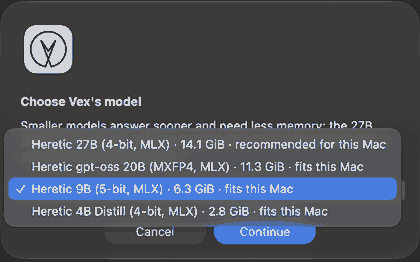 Choose Vex's model
Smaller models answer sooner and need less memory: the 27B
Heretic 27B (4-bit, MLX) · 14.1 GiB · recommended for this Mac
Heretic gpt-oss 20B (MXFP4, MLX) · 11.3 GiB · fits this Mac
✓ Heretic 9B (5-bit, MLX) · 6.3 GiB · fits this Mac
Heretic 4B Distill (4-bit, MLX) · 2.8 GiB · fits this Mac
Cancel
Continue